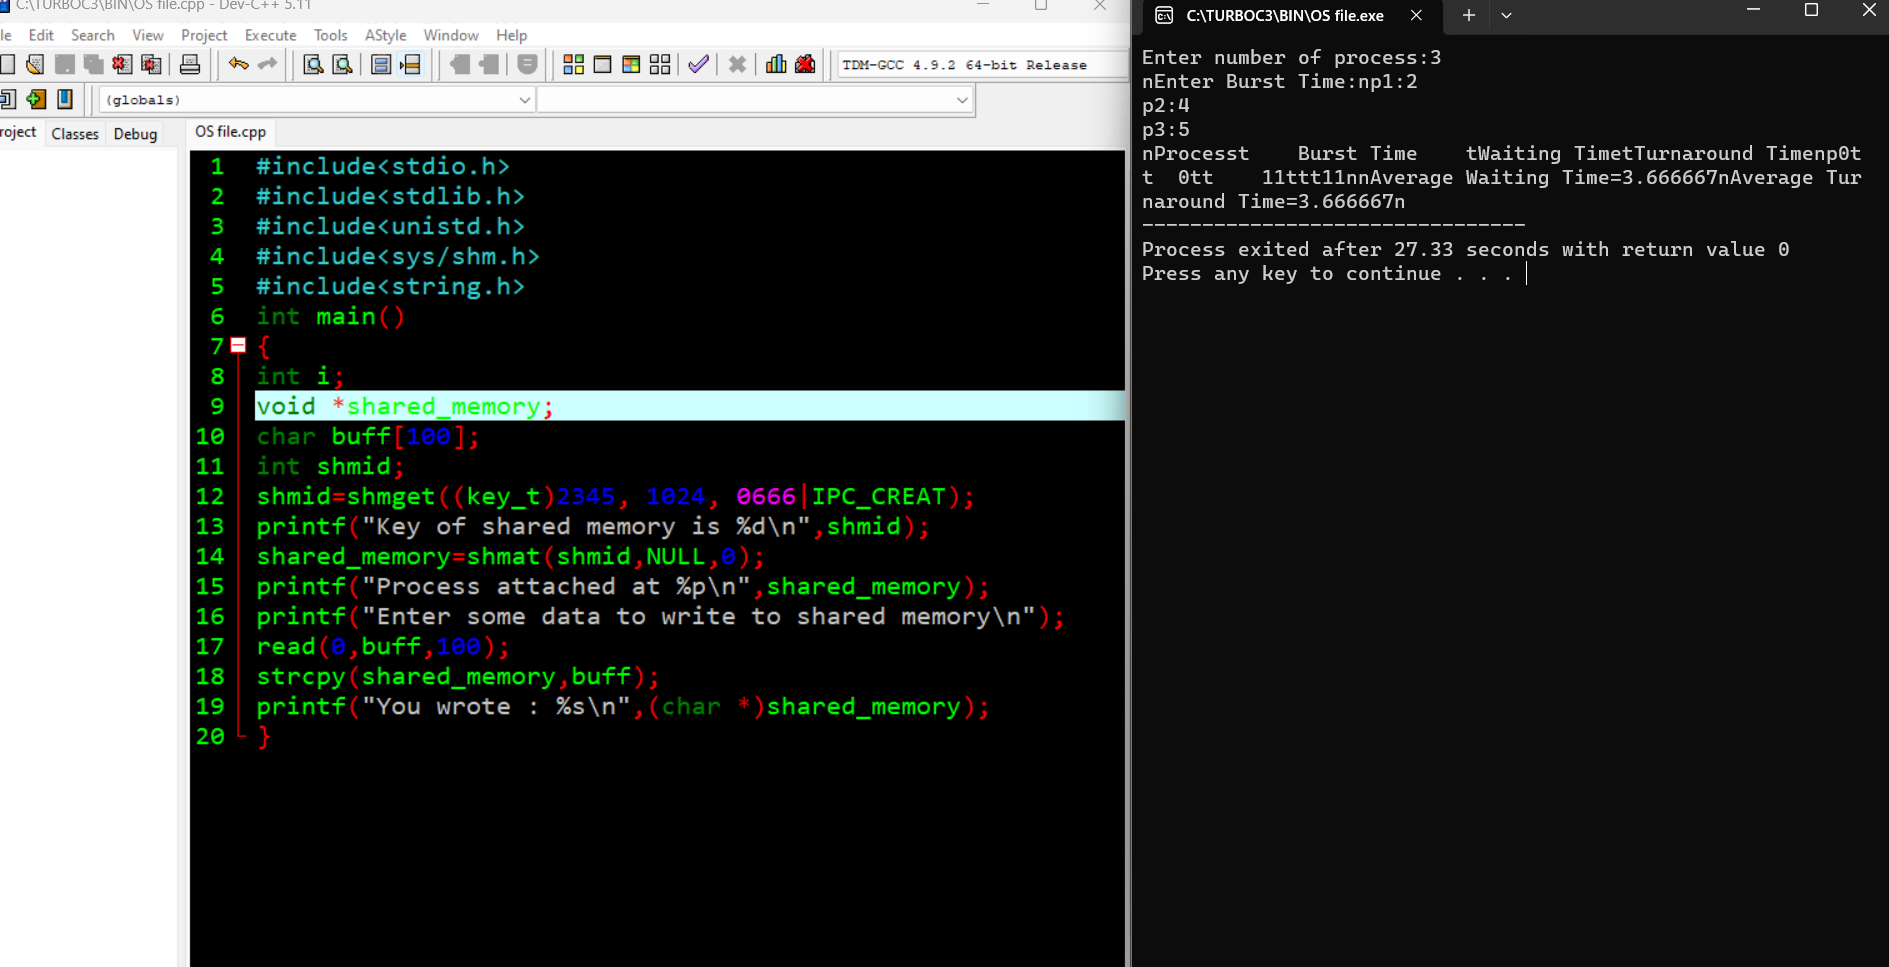 C:\TURBOC3\BIN\OS file.cpp - Dev-C++ 5.11
Edit Search View Project Execute Tools AStyle Window Help
TDM-GCC 4.9.2 64-bit Release
(globals)
Classes Debug OS file.cpp
1 #include<stdio.h>
2 #include<stdlib.h>
3 #include<unistd.h>
4 #include<sys/shm.h>
5 #include<string.h>
6 int main()
7 {
8 int i;
9 void *shared_memory;
10 char buff[100];
11 int shmid;
12 shmid=shmget((key_t)2345, 1024, 0666|IPC_CREAT);
13 printf("Key of shared memory is %d\n",shmid);
14 shared_memory=shmat(shmid,NULL,0);
15 printf("Process attached at %p\n",shared_memory);
16 printf("Enter some data to write to shared memory\n");
17 read(0,buff,100);
18 strcpy(shared_memory,buff);
19 printf("You wrote : %s\n",(char *)shared_memory);
20 }
C:\TURBOC3\BIN\OS file.exe
Enter number of process:3
nEnter Burst Time:np1:2
p2:4
p3:5
nProcesst    Burst Time    tWaiting TimetTurnaround Timenp0t
t  0tt    11ttt11nnAverage Waiting Time=3.666667nAverage Tur
naround Time=3.666667n
--------------------------------
Process exited after 27.33 seconds with return value 0
Press any key to continue . . .